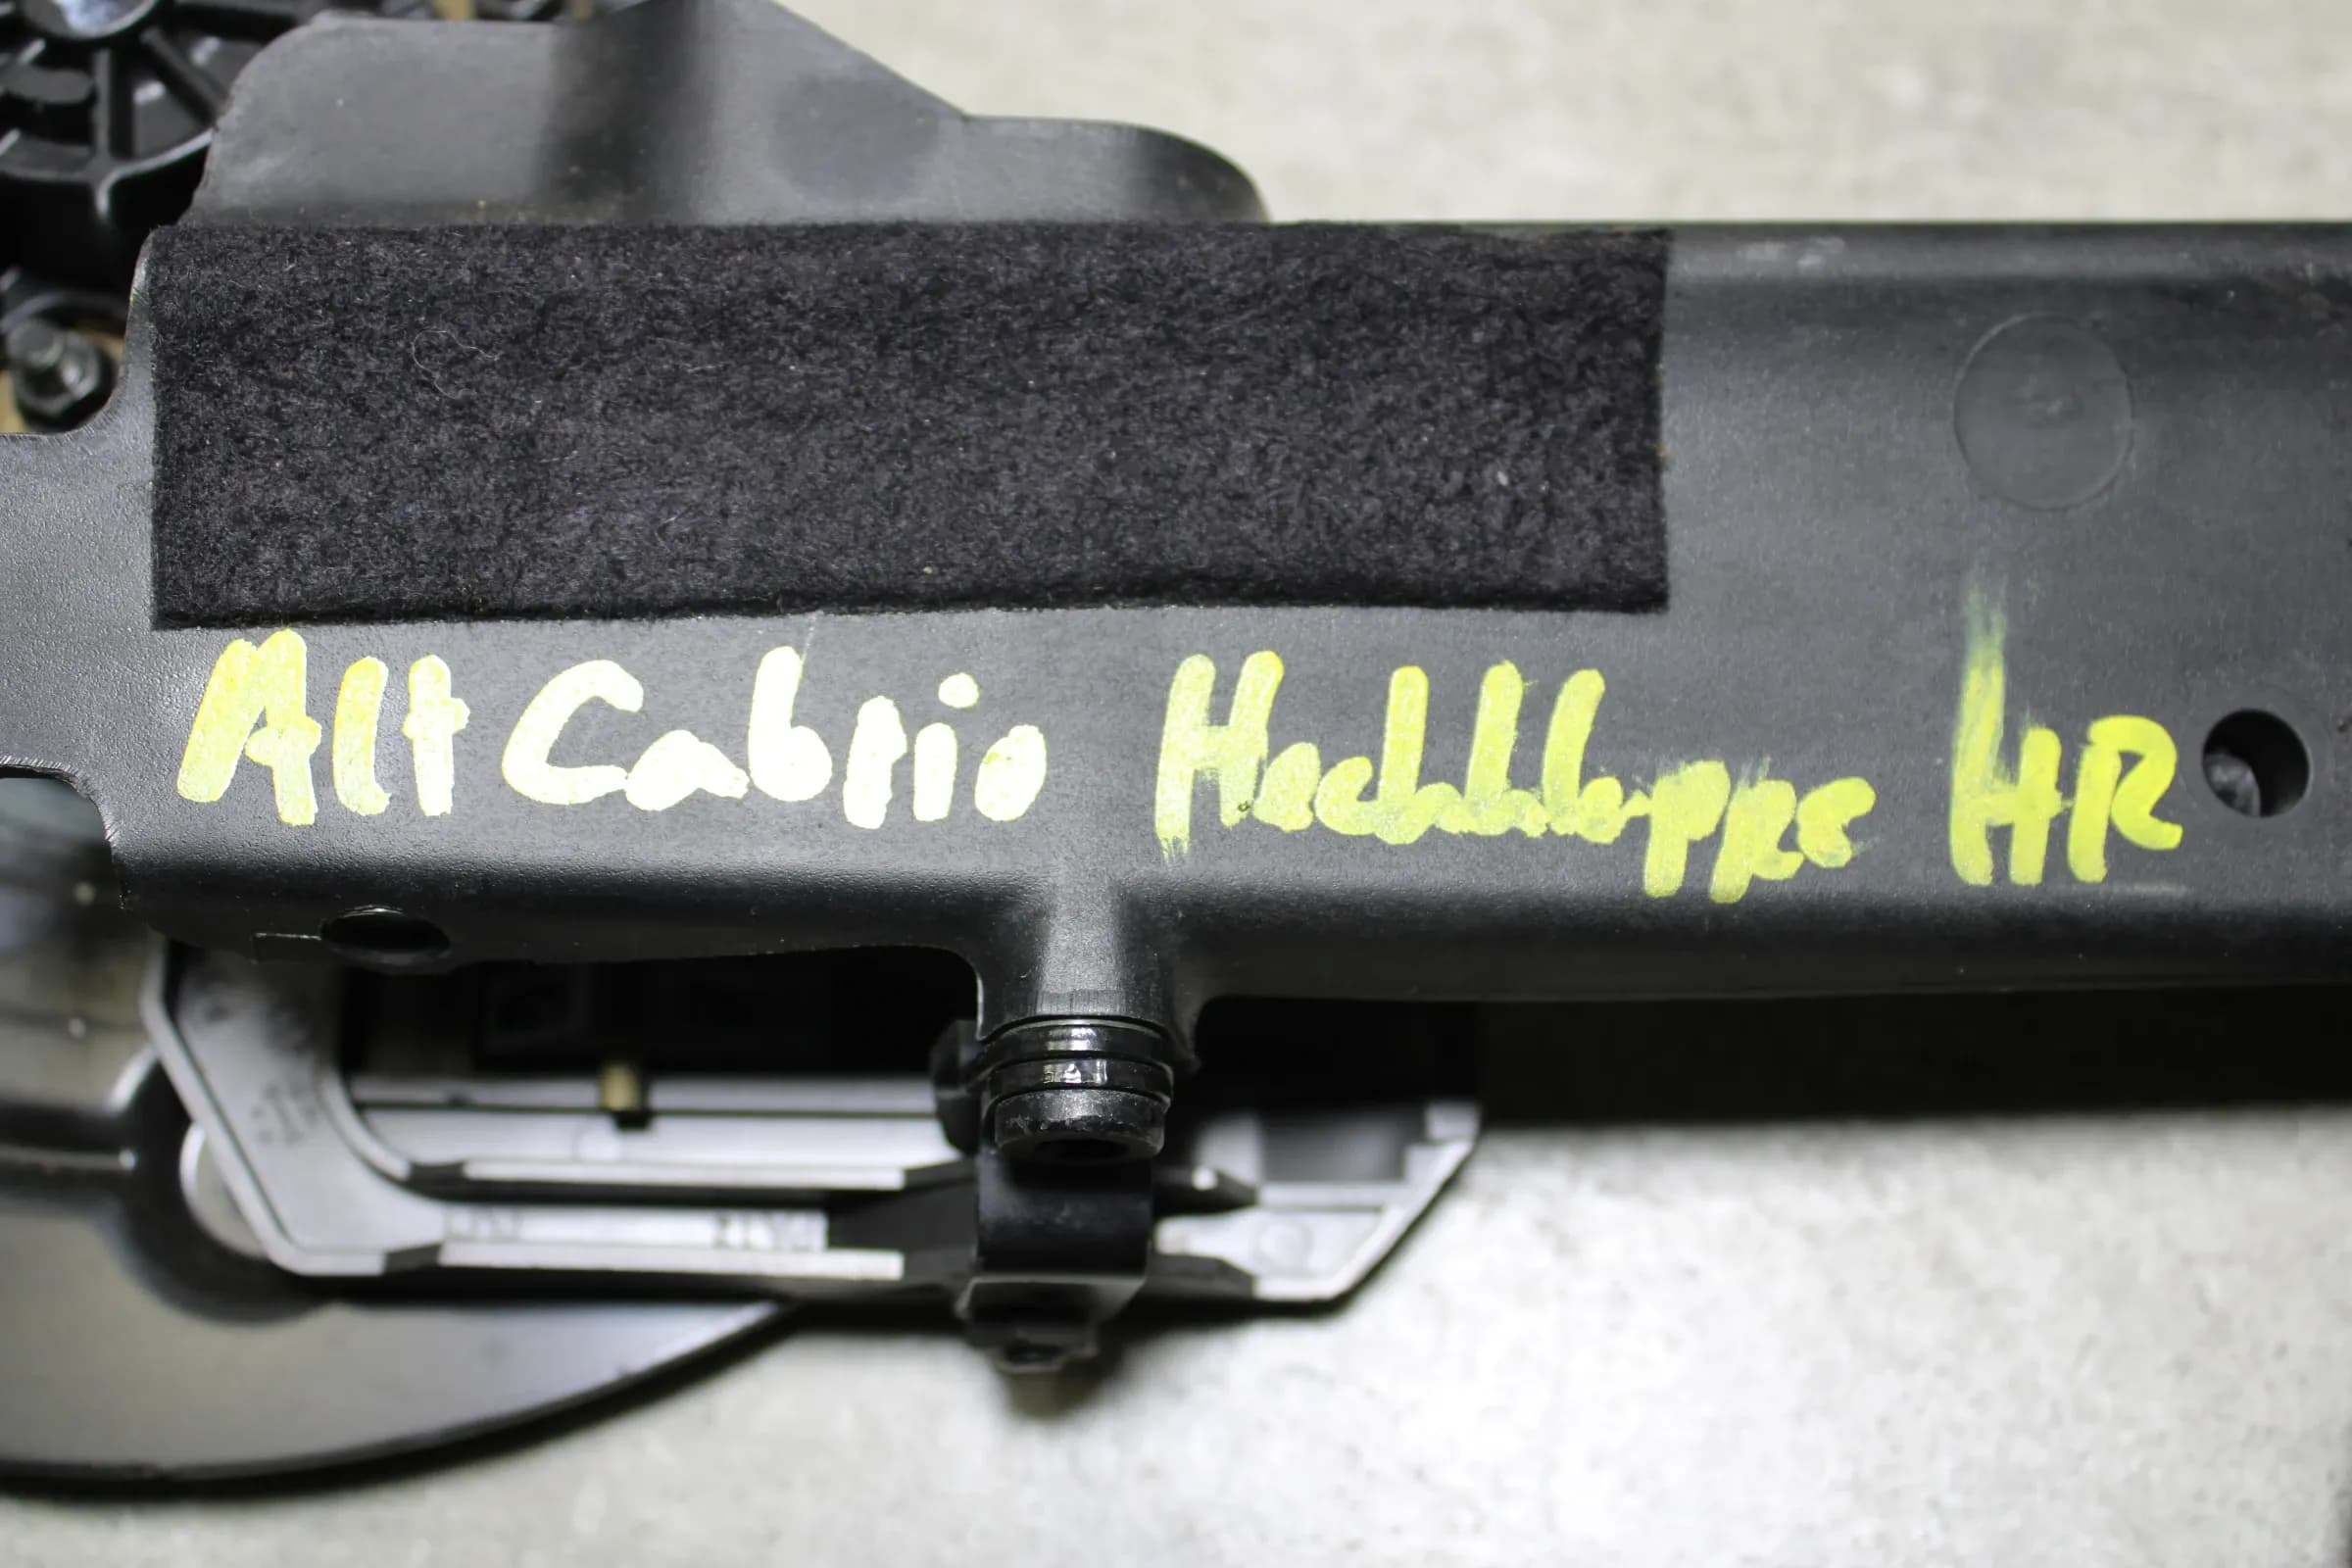 Alt Cabrio Heckklappe HR